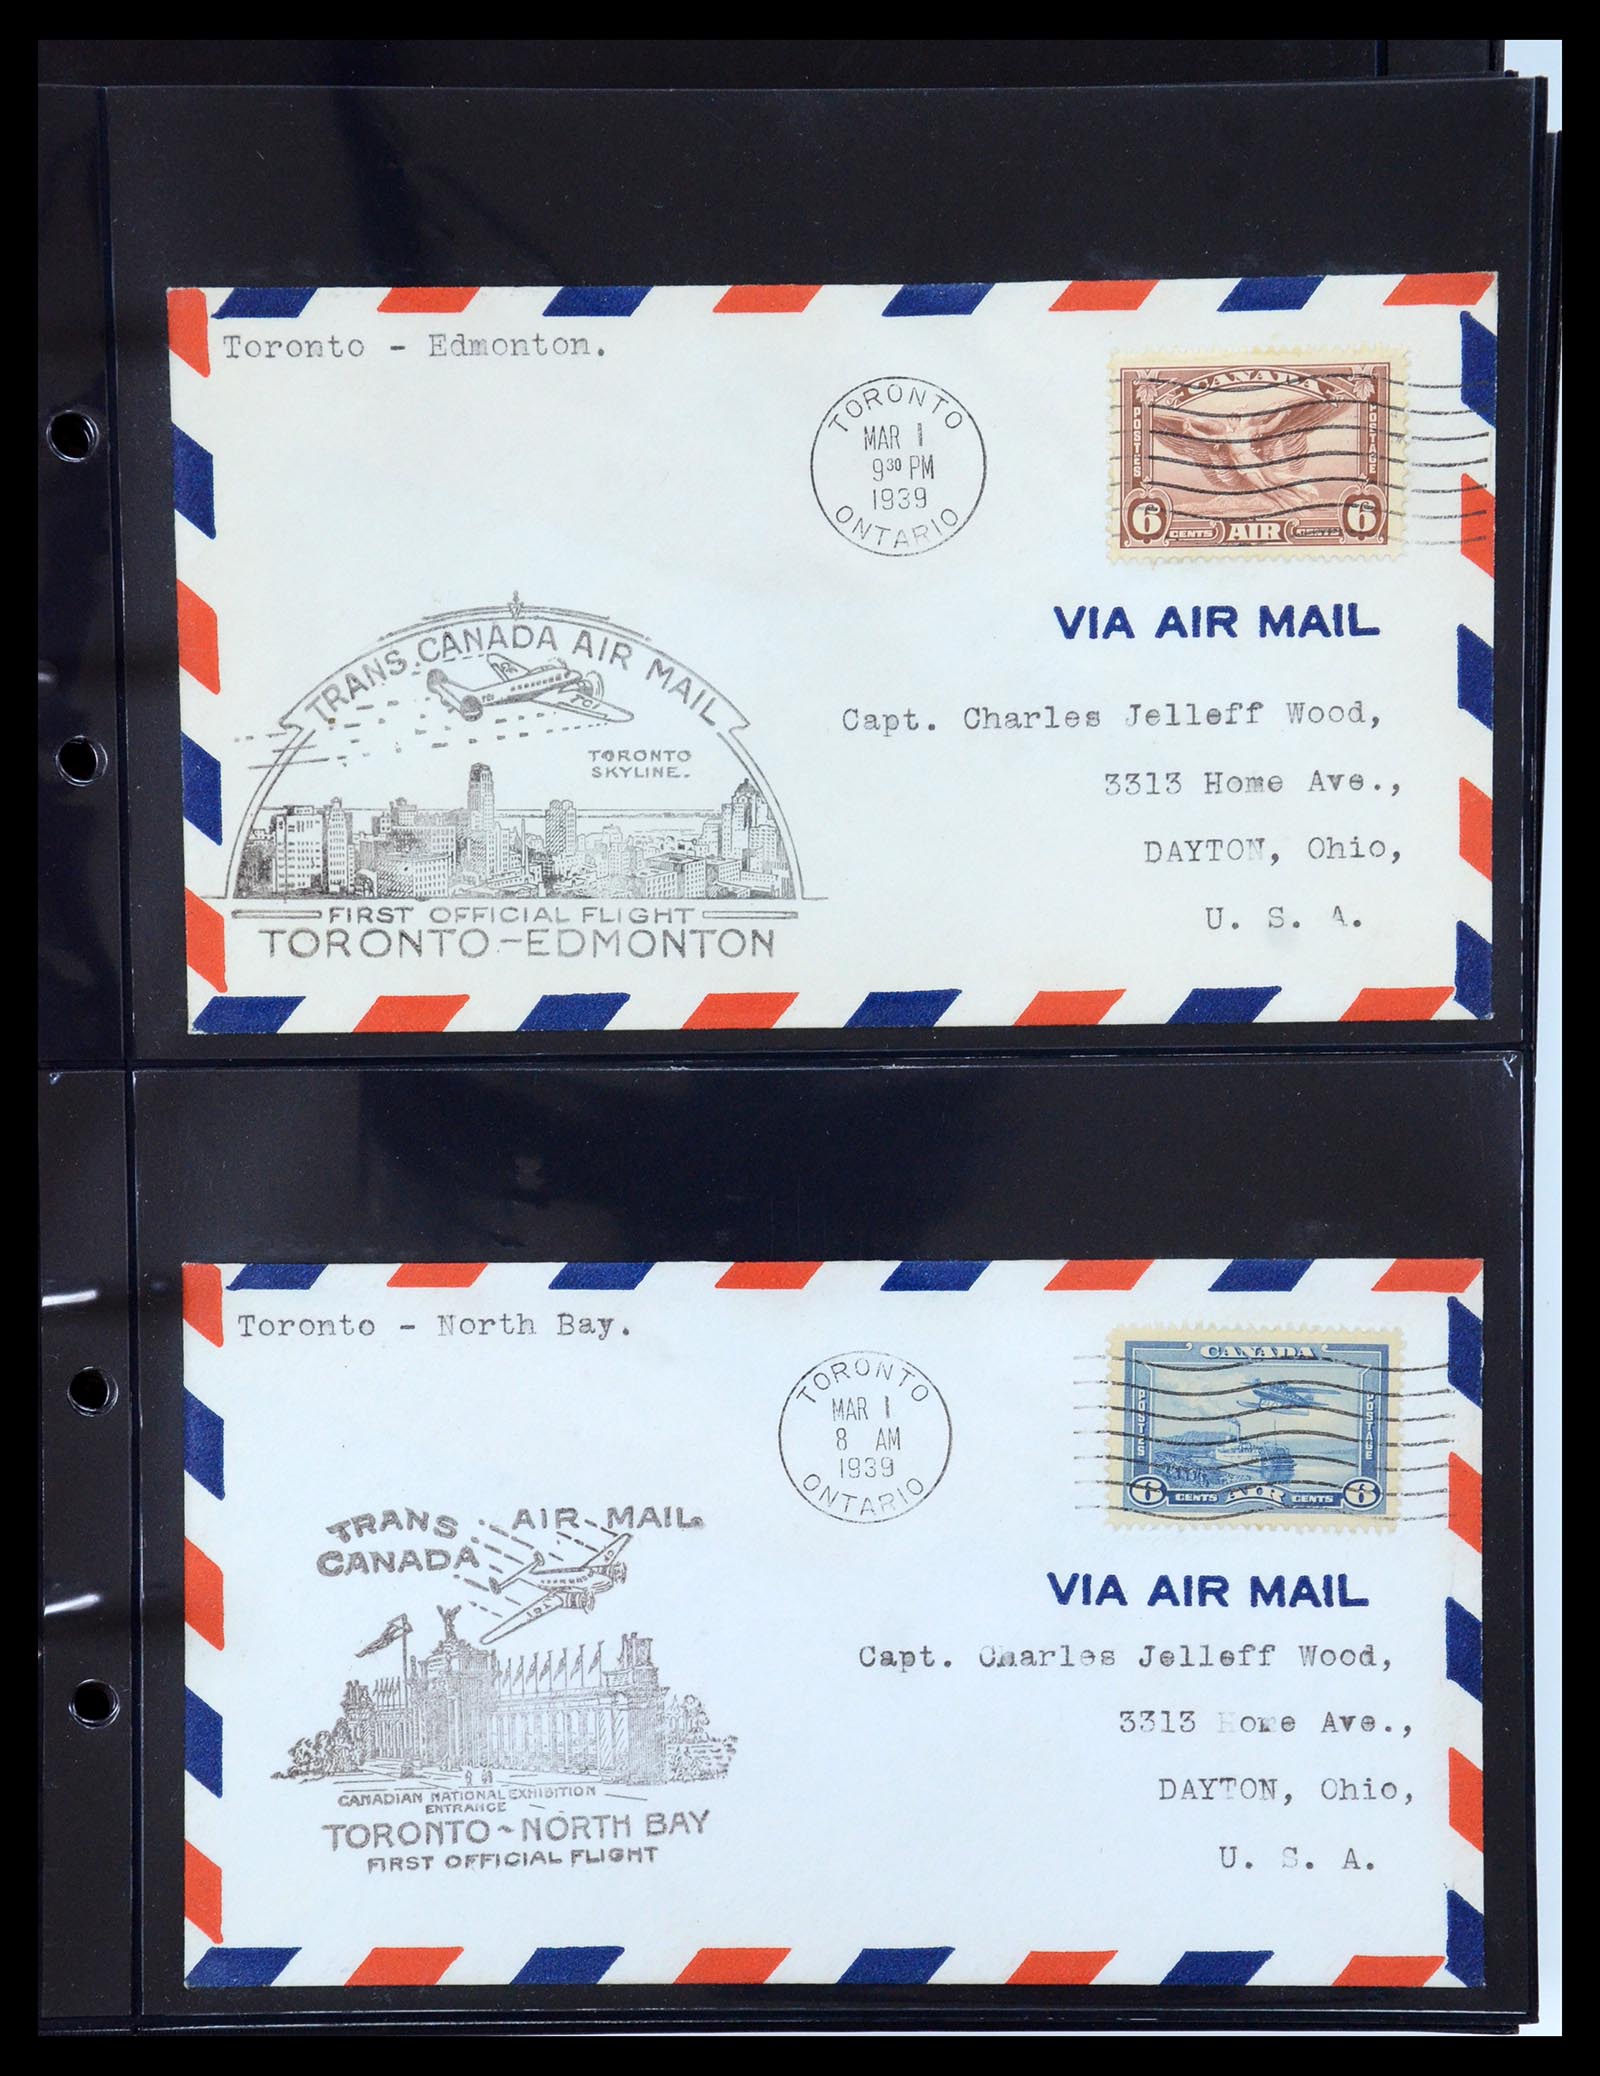 Toronto - Edmonton.
TORONTO
MAR 1
9 30 PM
1939
ONTARIO
CANADA
POSTES
POSTAGE
6 CENTS AIR CENTS 6
VIA AIR MAIL
TRANS CANADA AIR MAIL
TORONTO
SKYLINE.
Capt. Charles Jelleff Wood,
3313 Home Ave.,
DAYTON, Ohio,
U. S. A.
FIRST OFFICIAL FLIGHT
TORONTO-EDMONTON
Toronto - North Bay.
TORONTO
MAR 1
8 AM
1939
ONTARIO
CANADA
POSTES
POSTAGE
6 CENTS AIR CENTS 6
TRANS AIR MAIL
CANADA
VIA AIR MAIL
Capt. Charles Jelleff Wood,
3313 Home Ave.,
DAYTON, Ohio,
U. S. A.
CANADIAN NATIONAL EXHIBITION
ENTRANCE
TORONTO ~ NORTH BAY
FIRST OFFICIAL FLIGHT